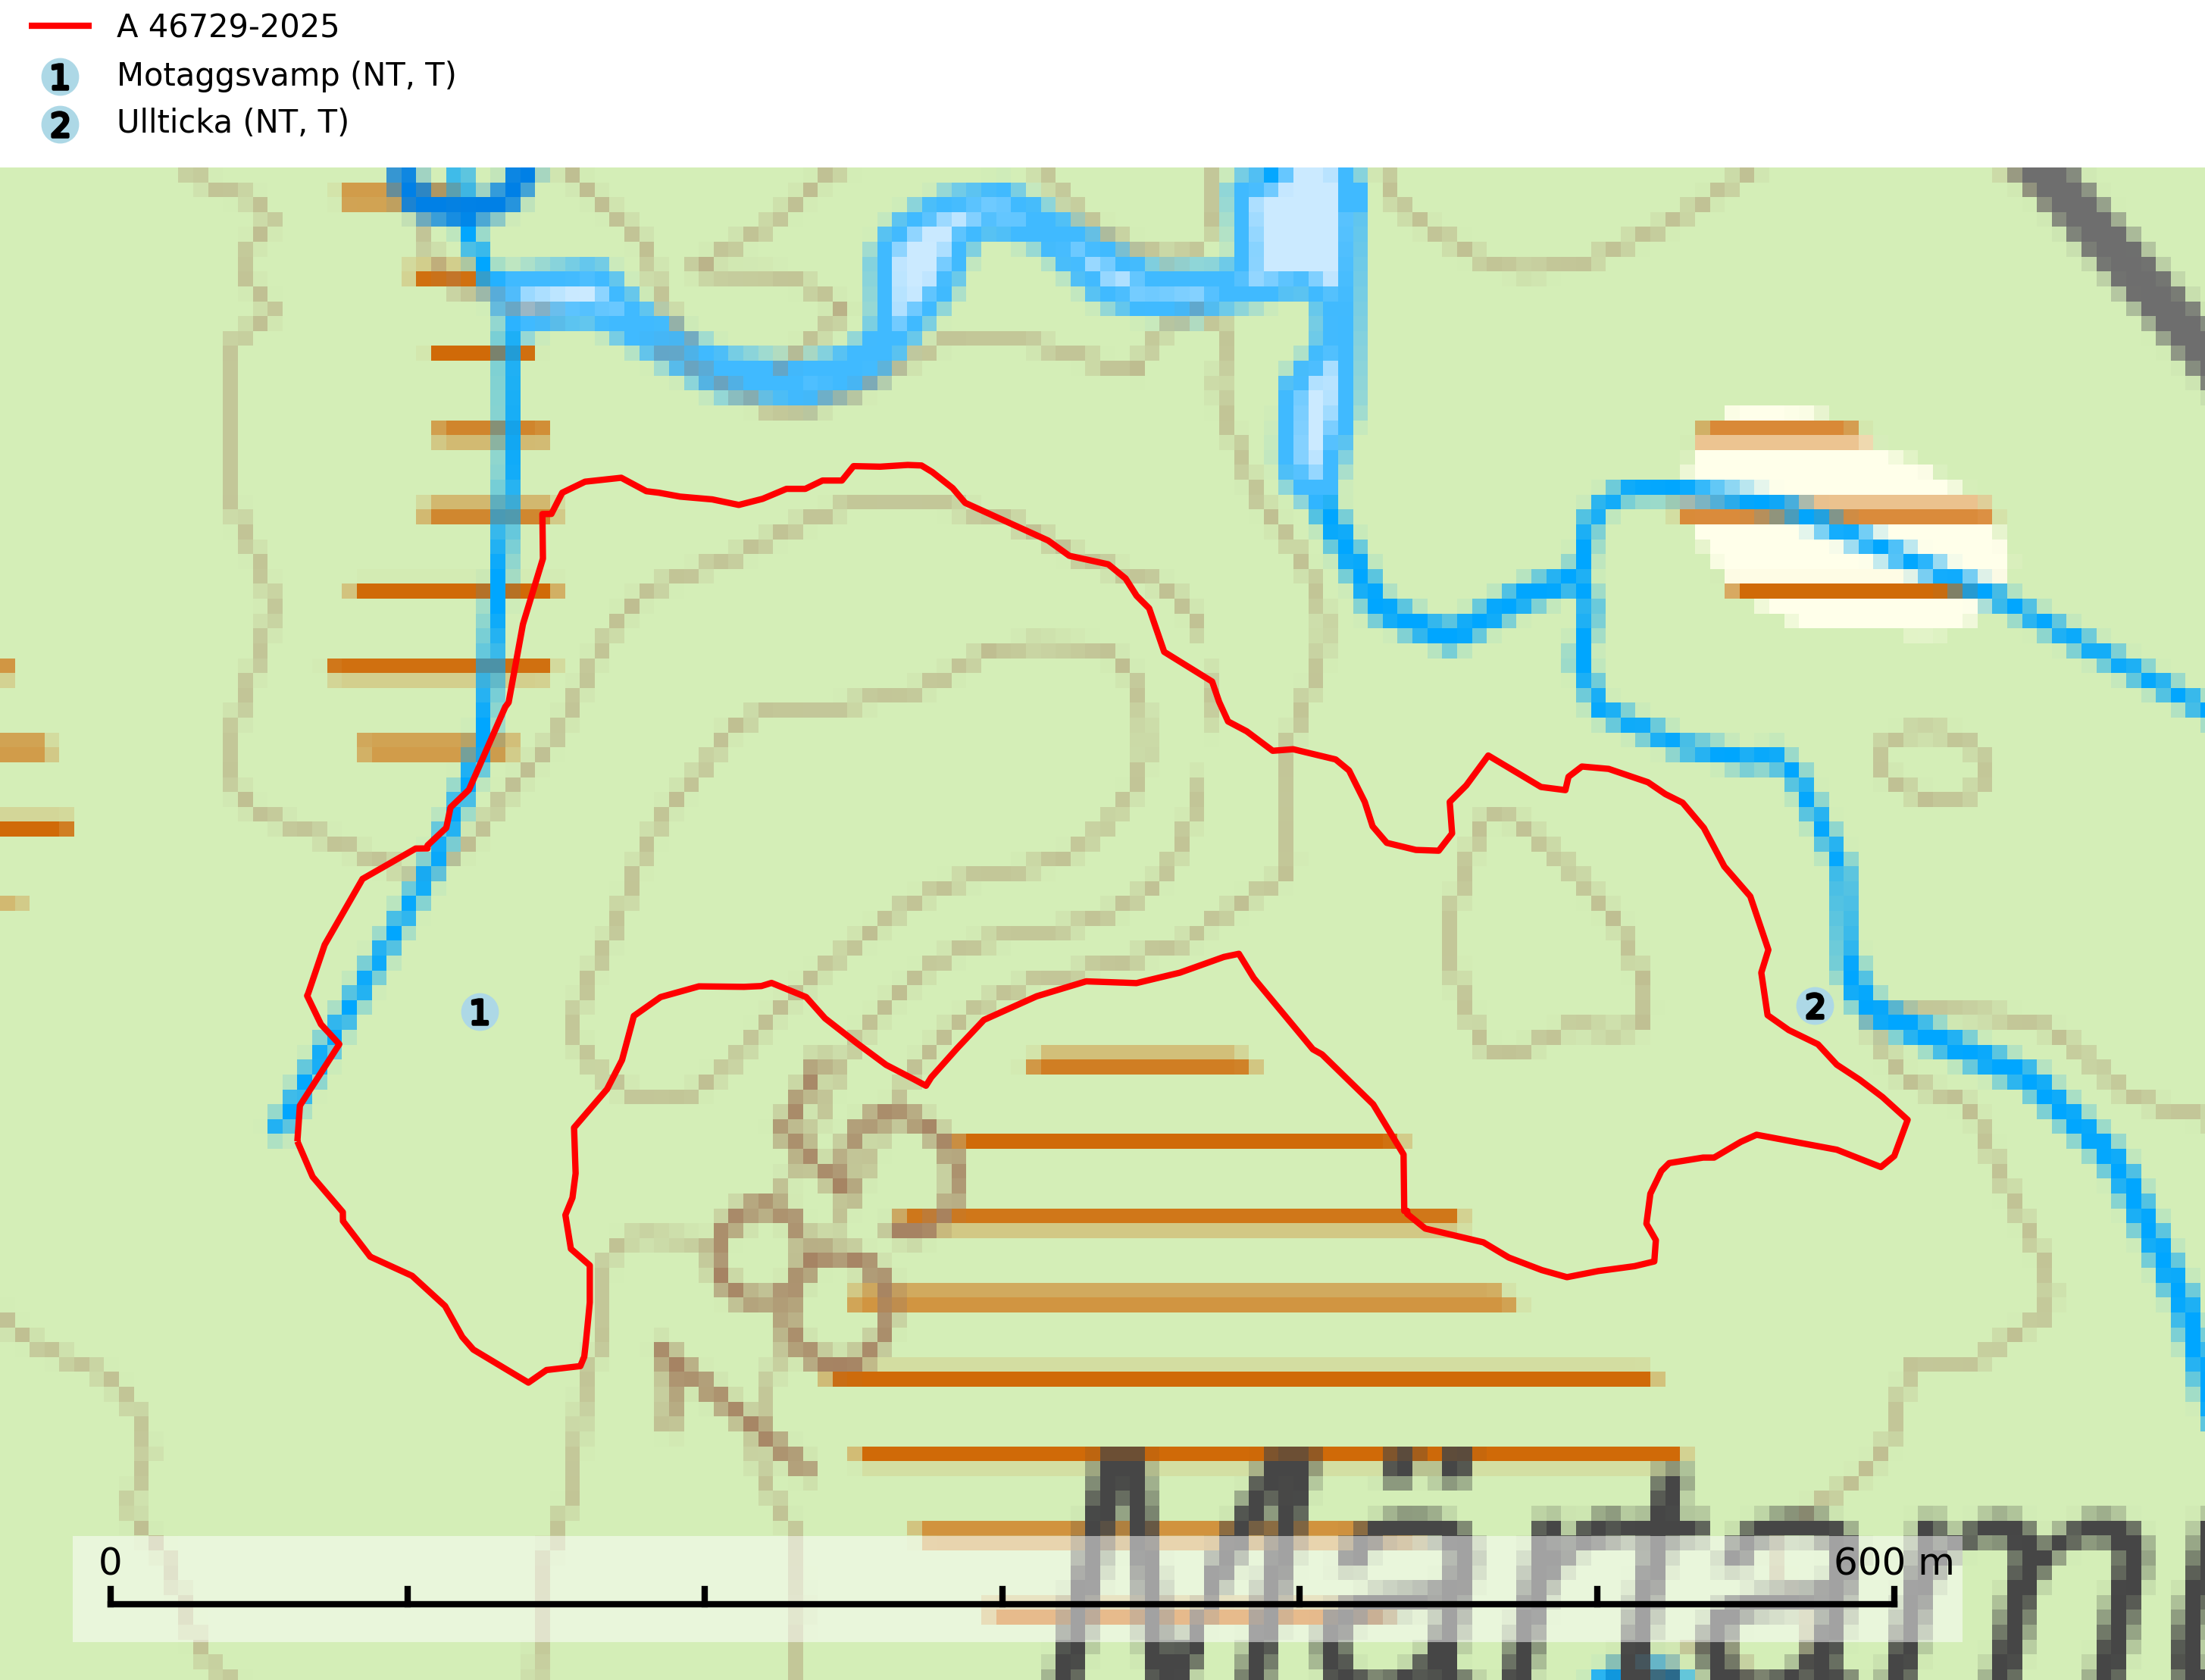 A 46729-2025
1 Motaggsvamp (NT, T)
2 Ullticka (NT, T)
1
2
0 600 m